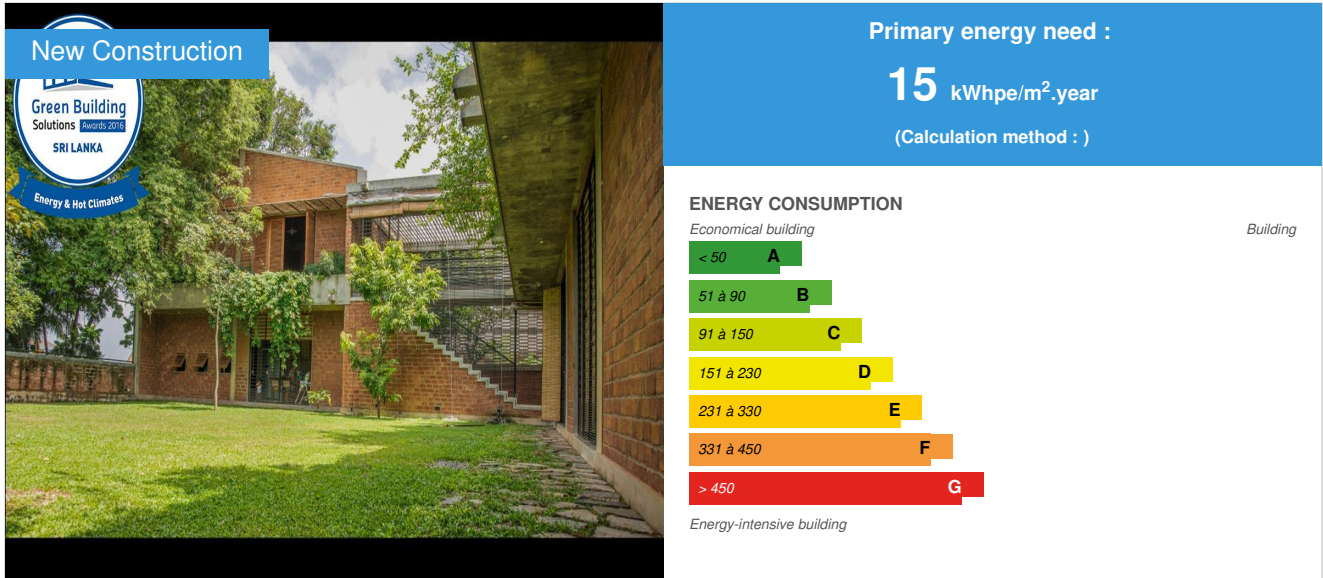 New Construction
Green Building
Solutions Awards 2016
SRI LANKA
Energy & Hot Climates
Primary energy need :
15 kWhpe/m².year
(Calculation method : )
ENERGY CONSUMPTION
Economical building Building
< 50 A
51 à 90 B
91 à 150 C
151 à 230 D
231 à 330 E
331 à 450 F
> 450 G
Energy-intensive building